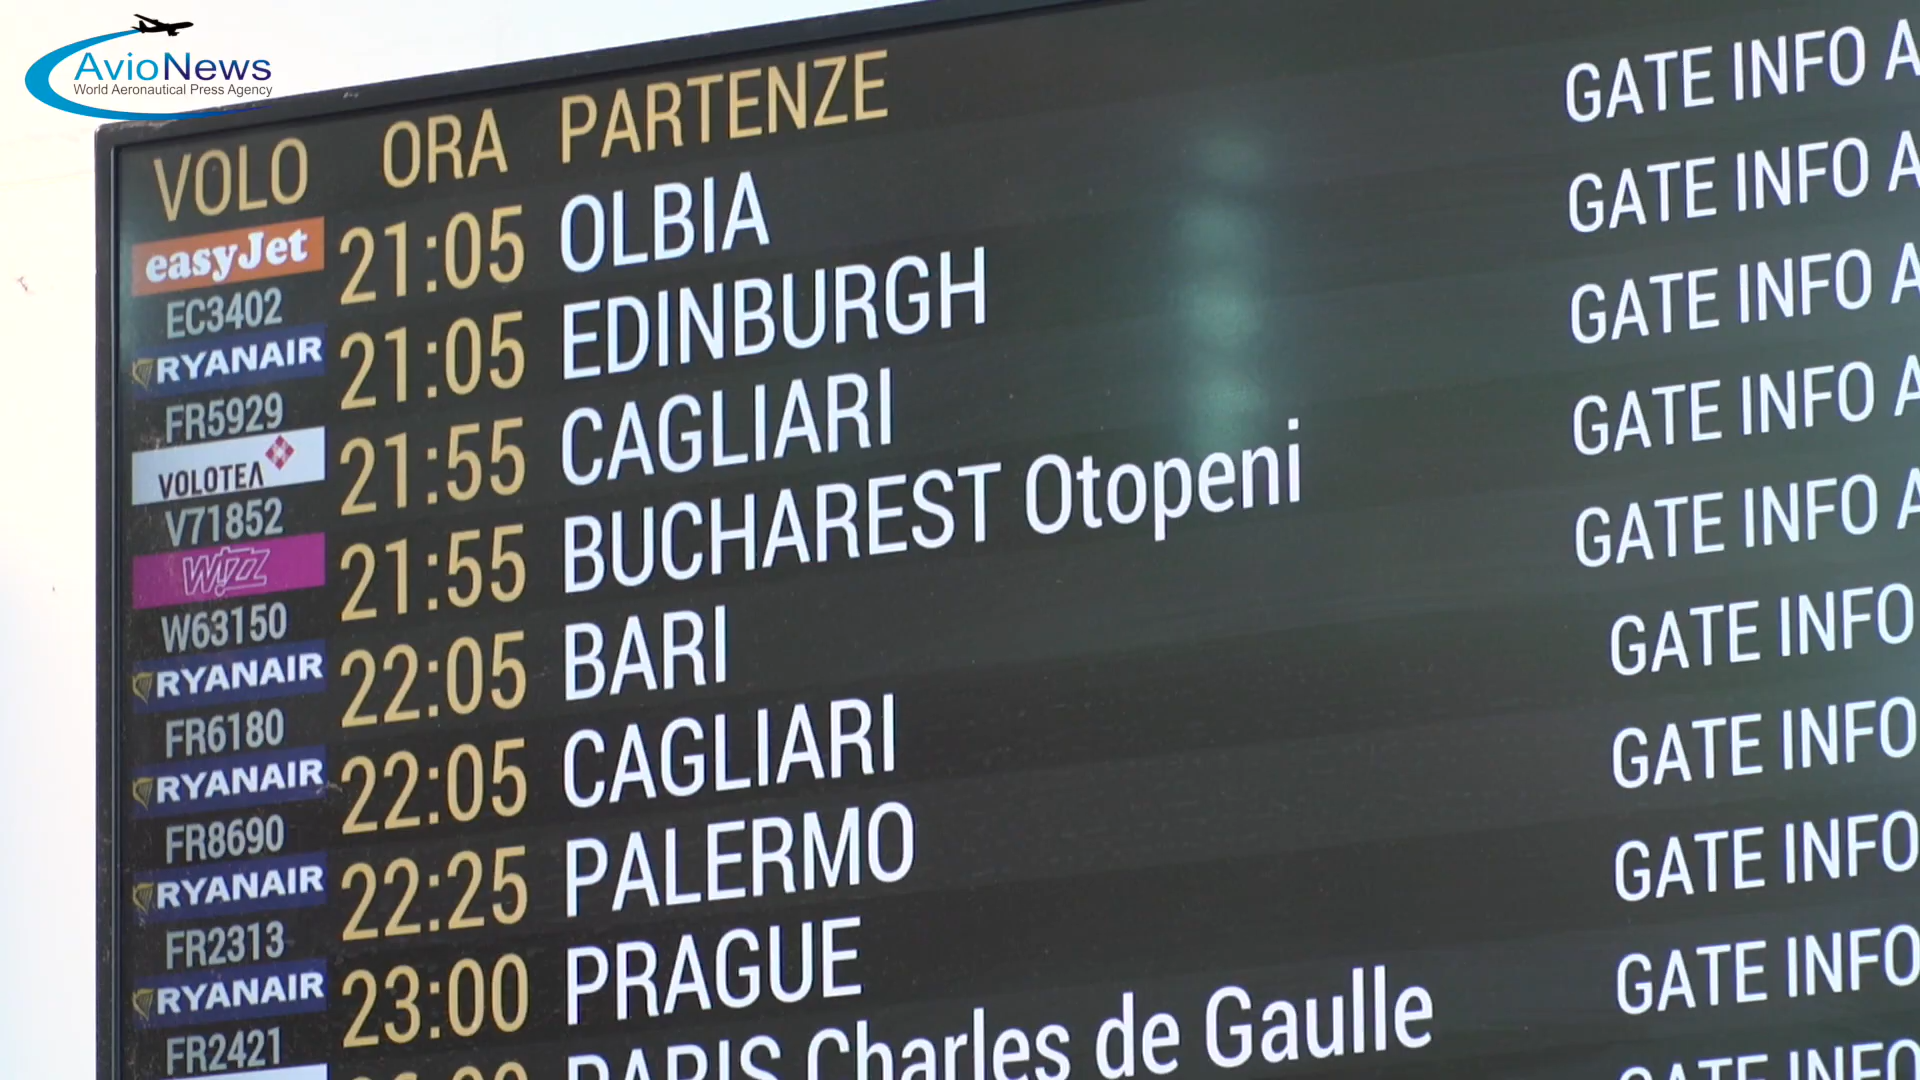 AvioNews
World Aeronautical Press Agency
VOLO ORA PARTENZE
easyJet 21:05 OLBIA GATE INFO A
EC3402
RYANAIR 21:05 EDINBURGH GATE INFO A
FR5929
VOLOTEA 21:55 CAGLIARI GATE INFO A
V71852
WIZZ 21:55 BUCHAREST Otopeni GATE INFO A
W63150
RYANAIR 22:05 BARI GATE INFO A
FR6180
RYANAIR 22:05 CAGLIARI GATE INFO
FR8690
RYANAIR 22:25 PALERMO GATE INFO
FR2313
RYANAIR 23:00 PRAGUE GATE INFO
FR2421
PARIS Charles de Gaulle GATE INFO
GATE INFO